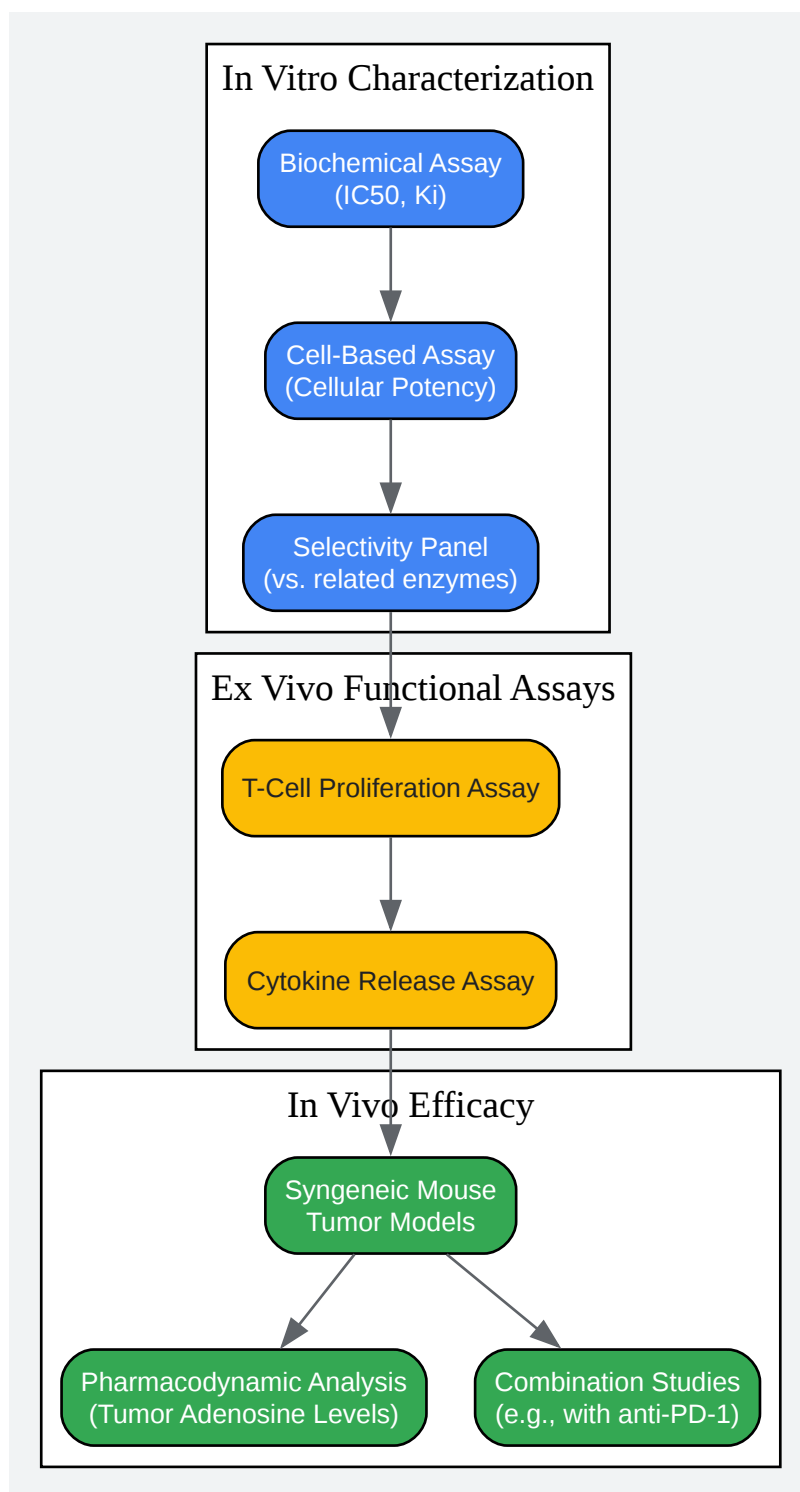 In Vitro Characterization
Biochemical Assay
(IC50, Ki)
Cell-Based Assay
(Cellular Potency)
Selectivity Panel
(vs. related enzymes)
Ex Vivo Functional Assays
T-Cell Proliferation Assay
Cytokine Release Assay
In Vivo Efficacy
Syngeneic Mouse
Tumor Models
Pharmacodynamic Analysis
(Tumor Adenosine Levels)
Combination Studies
(e.g., with anti-PD-1)